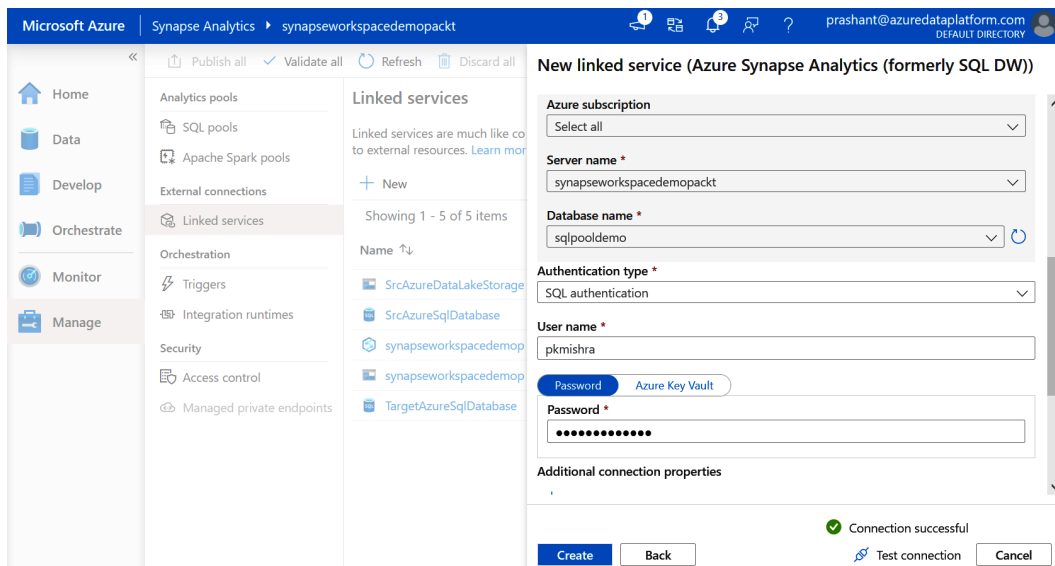 Microsoft Azure
Synapse Analytics
synapseworkspacedemopackt
1
3
?
prashant@azuredataplatform.com
DEFAULT DIRECTORY
«
Home
Data
Develop
Orchestrate
Monitor
Manage
Publish all
Validate all
Refresh
Discard all
Analytics pools
SQL pools
Apache Spark pools
External connections
Linked services
Orchestration
Triggers
Integration runtimes
Security
Access control
Managed private endpoints
Linked services
Linked services are much like co
to external resources. Learn mor
+ New
Showing 1 - 5 of 5 items
Name ↑↓
SrcAzureDataLakeStorage
SrcAzureSqlDatabase
synapseworkspacedemop
synapseworkspacedemop
TargetAzureSqlDatabase
New linked service (Azure Synapse Analytics (formerly SQL DW))
Azure subscription
Select all
Server name *
synapseworkspacedemopackt
Database name *
sqlpooldemo
Authentication type *
SQL authentication
User name *
pkmishra
Password
Azure Key Vault
Password *
•••••••••••••
Additional connection properties
Connection successful
Create
Back
Test connection
Cancel